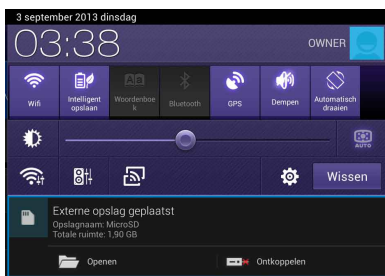 3 september 2013 dinsdag
03:38
OWNER
Wifi
Intelligent opslaan
Woordenboek
Bluetooth
GPS
Dempen
Automatisch draaien
AUTO
Wissen
Externe opslag geplaatst
Opslagnaam: MicroSD
Totale ruimte: 1,90 GB
Openen
Ontkoppelen